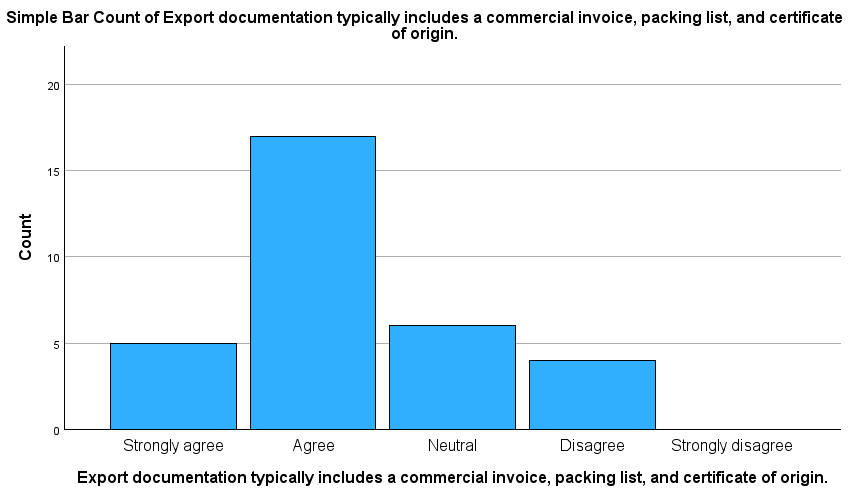 Simple Bar Count of Export documentation typically includes a commercial invoice, packing list, and certificate
of origin.
20
15
10
5
0
Count
Strongly agree Agree Neutral Disagree Strongly disagree
Export documentation typically includes a commercial invoice, packing list, and certificate of origin.